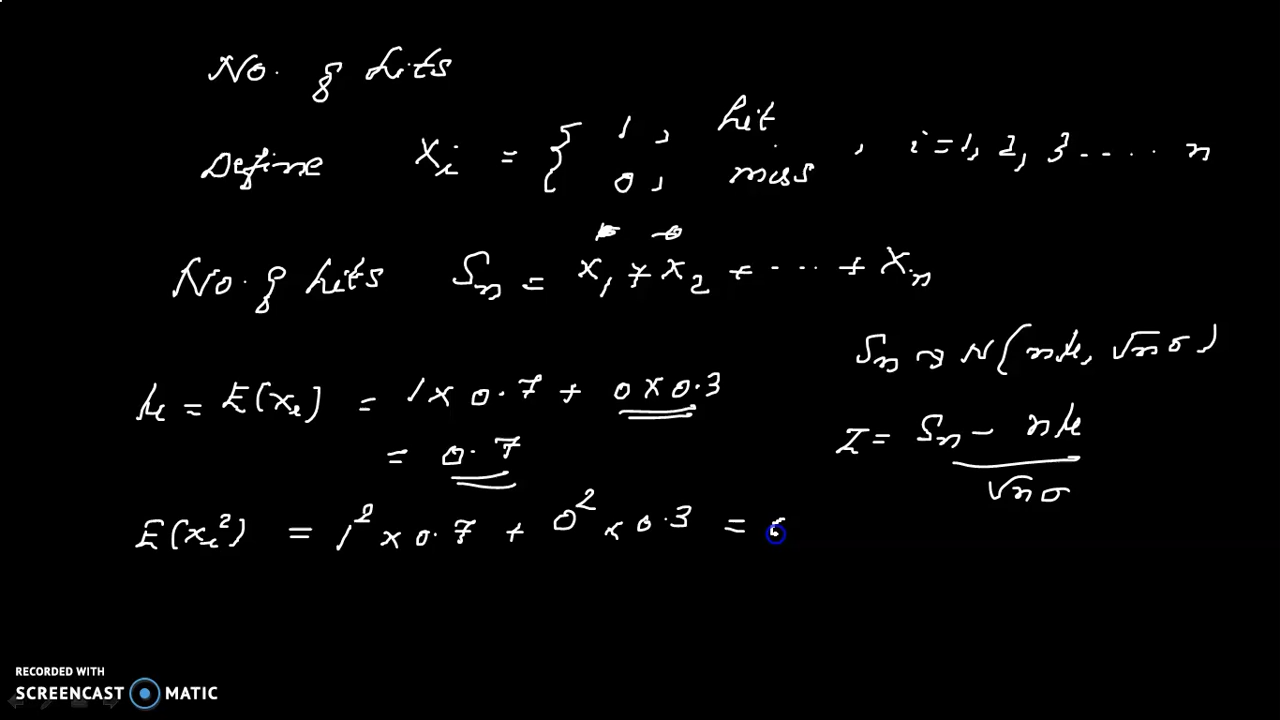 No. of hits
Define Xi = { 1, hit
0, miss , i = 1, 2, 3 ..... n
No. of hits Sn = X1 + X2 + ..... + Xn
Sn ~> N(nμ, √n σ)
μ = E(xi) = 1 × 0.7 + 0 × 0.3
= 0.7
Z = Sn - nμ
√n σ
E(xi²) = 1² × 0.7 + 0² × 0.3 =
RECORDED WITH
SCREENCAST MATIC